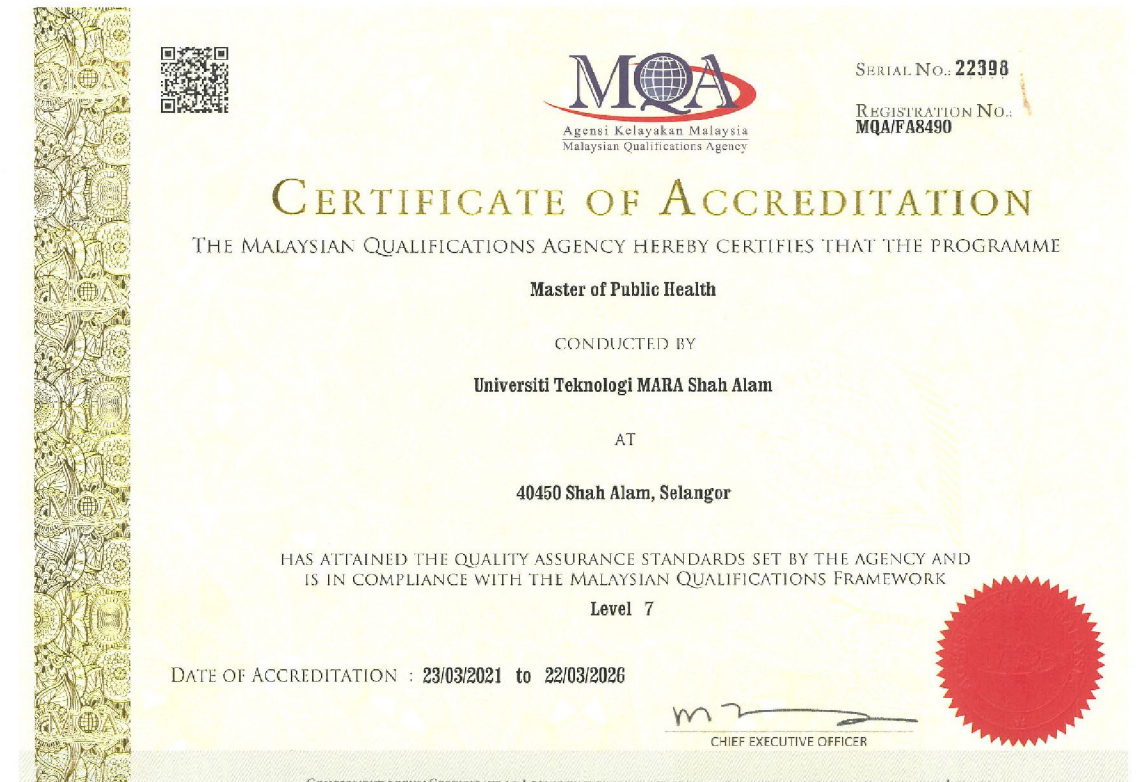 MQA
Agensi Kelayakan Malaysia
Malaysian Qualifications Agency
SERIAL NO.: 22398
REGISTRATION NO.:
MQA/FA8490
CERTIFICATE OF ACCREDITATION
THE MALAYSIAN QUALIFICATIONS AGENCY HEREBY CERTIFIES THAT THE PROGRAMME
Master of Public Health
CONDUCTED BY
Universiti Teknologi MARA Shah Alam
AT
40450 Shah Alam, Selangor
HAS ATTAINED THE QUALITY ASSURANCE STANDARDS SET BY THE AGENCY AND
IS IN COMPLIANCE WITH THE MALAYSIAN QUALIFICATIONS FRAMEWORK
Level 7
DATE OF ACCREDITATION : 23/03/2021 to 22/03/2026
CHIEF EXECUTIVE OFFICER
MQA
MQA
MQA
MQA